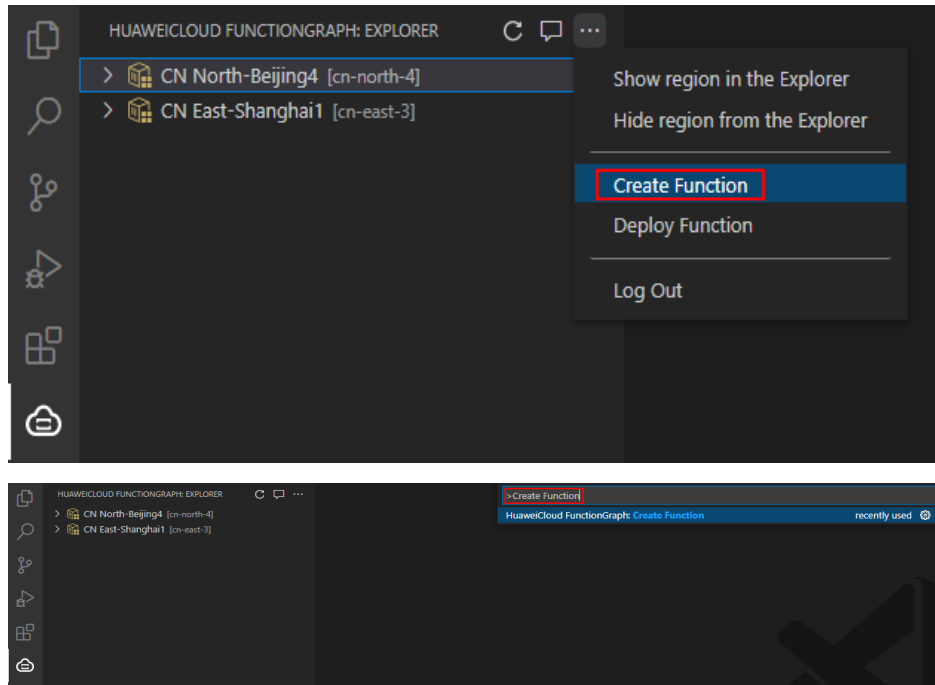 HUAWEICLOUD FUNCTIONGRAPH: EXPLORER
CN North-Beijing4 [cn-north-4]
CN East-Shanghai1 [cn-east-3]
Show region in the Explorer
Hide region from the Explorer
Create Function
Deploy Function
Log Out
HUAWEICLOUD FUNCTIONGRAPH: EXPLORER
CN North-Beijing4 [cn-north-4]
CN East-Shanghai1 [cn-east-3]
>Create Function
HuaweiCloud FunctionGraph: Create Function recently used